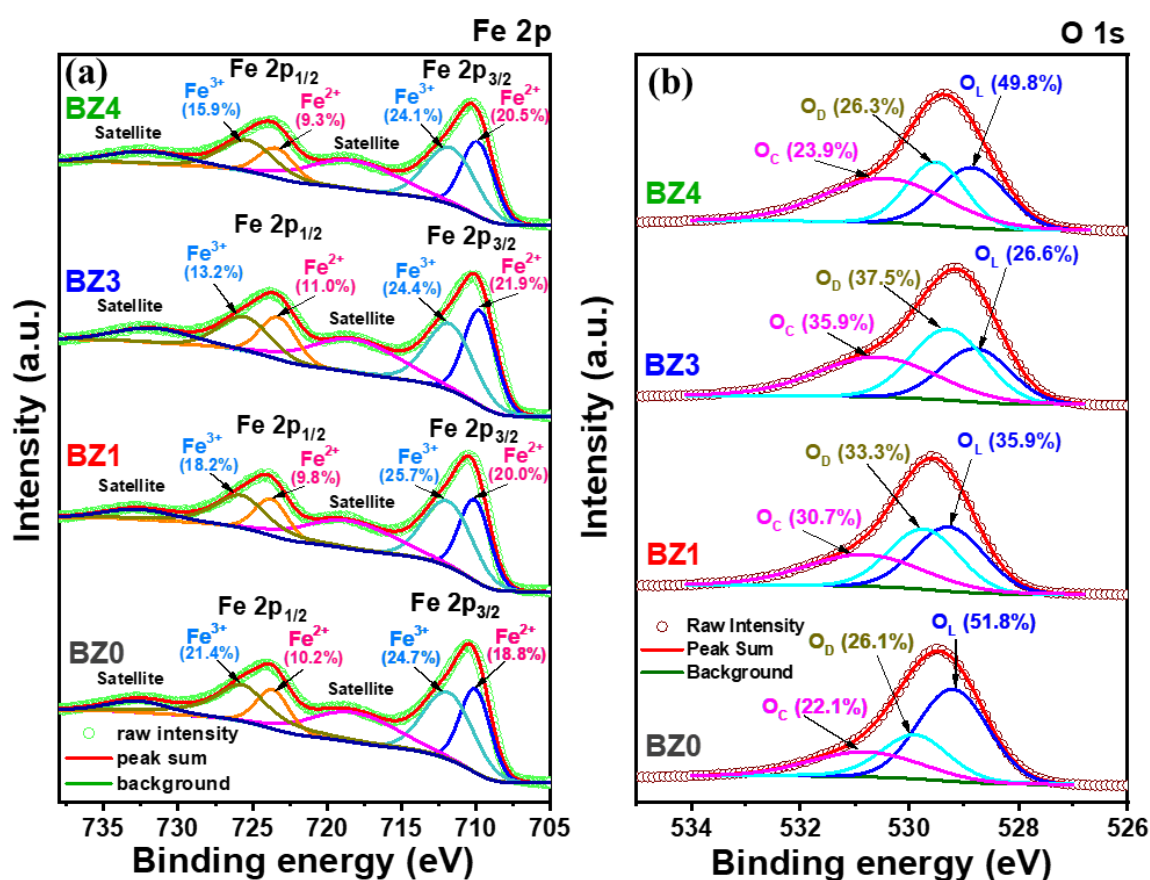 Fe 2p
(a)
Fe 2p1/2
Fe 2p3/2
BZ4
Fe3+
(15.9%)
Fe2+
(9.3%)
Fe3+
(24.1%)
Fe2+
(20.5%)
Satellite
Satellite
Fe 2p1/2
Fe 2p3/2
BZ3
Fe3+
(13.2%)
Fe2+
(11.0%)
Fe3+
(24.4%)
Fe2+
(21.9%)
Satellite
Satellite
Fe 2p1/2
Fe 2p3/2
BZ1
Fe3+
(18.2%)
Fe2+
(9.8%)
Fe3+
(25.7%)
Fe2+
(20.0%)
Satellite
Satellite
Fe 2p1/2
Fe 2p3/2
BZ0
Fe3+
(21.4%)
Fe2+
(10.2%)
Fe3+
(24.7%)
Fe2+
(18.8%)
Satellite
Satellite
raw intensity
peak sum
background
735 730 725 720 715 710 705
Binding energy (eV)
Intensity (a.u.)
O 1s
(b)
OL (49.8%)
OD (26.3%)
OC (23.9%)
BZ4
OL (26.6%)
OD (37.5%)
OC (35.9%)
BZ3
OL (35.9%)
OD (33.3%)
OC (30.7%)
BZ1
Raw Intensity
Peak Sum
Background
OL (51.8%)
OD (26.1%)
OC (22.1%)
BZ0
534 532 530 528 526
Binding energy (eV)
Intensity (a.u.)